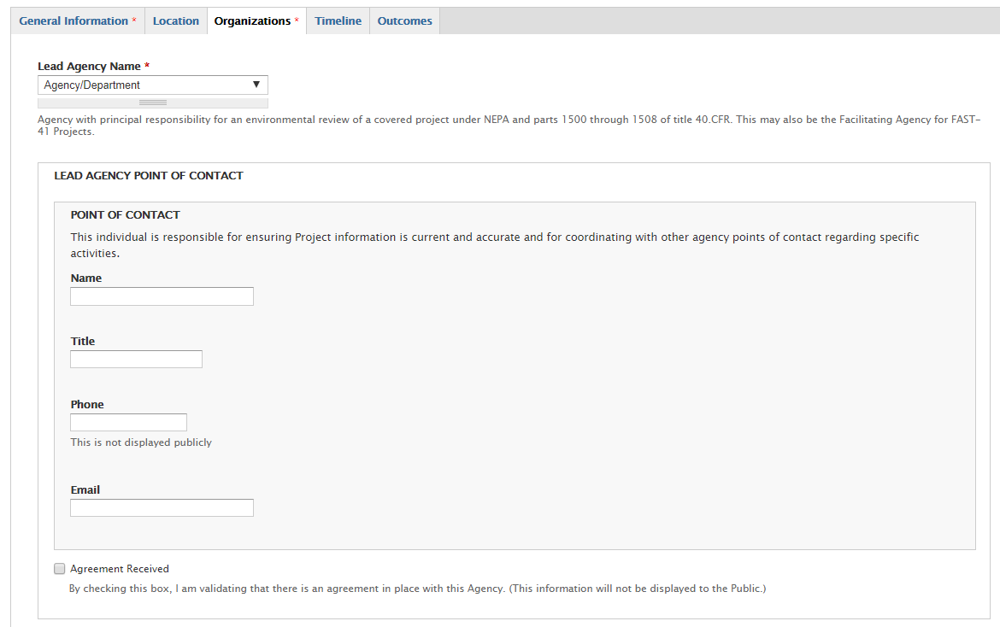 General Information * Location Organizations * Timeline Outcomes
Lead Agency Name *
Agency/Department
Agency with principal responsibility for an environmental review of a covered project under NEPA and parts 1500 through 1508 of title 40.CFR. This may also be the Facilitating Agency for FAST-
41 Projects.
LEAD AGENCY POINT OF CONTACT
POINT OF CONTACT
This individual is responsible for ensuring Project information is current and accurate and for coordinating with other agency points of contact regarding specific
activities.
Name
Title
Phone
This is not displayed publicly
Email
Agreement Received
By checking this box, I am validating that there is an agreement in place with this Agency. (This information will not be displayed to the Public.)